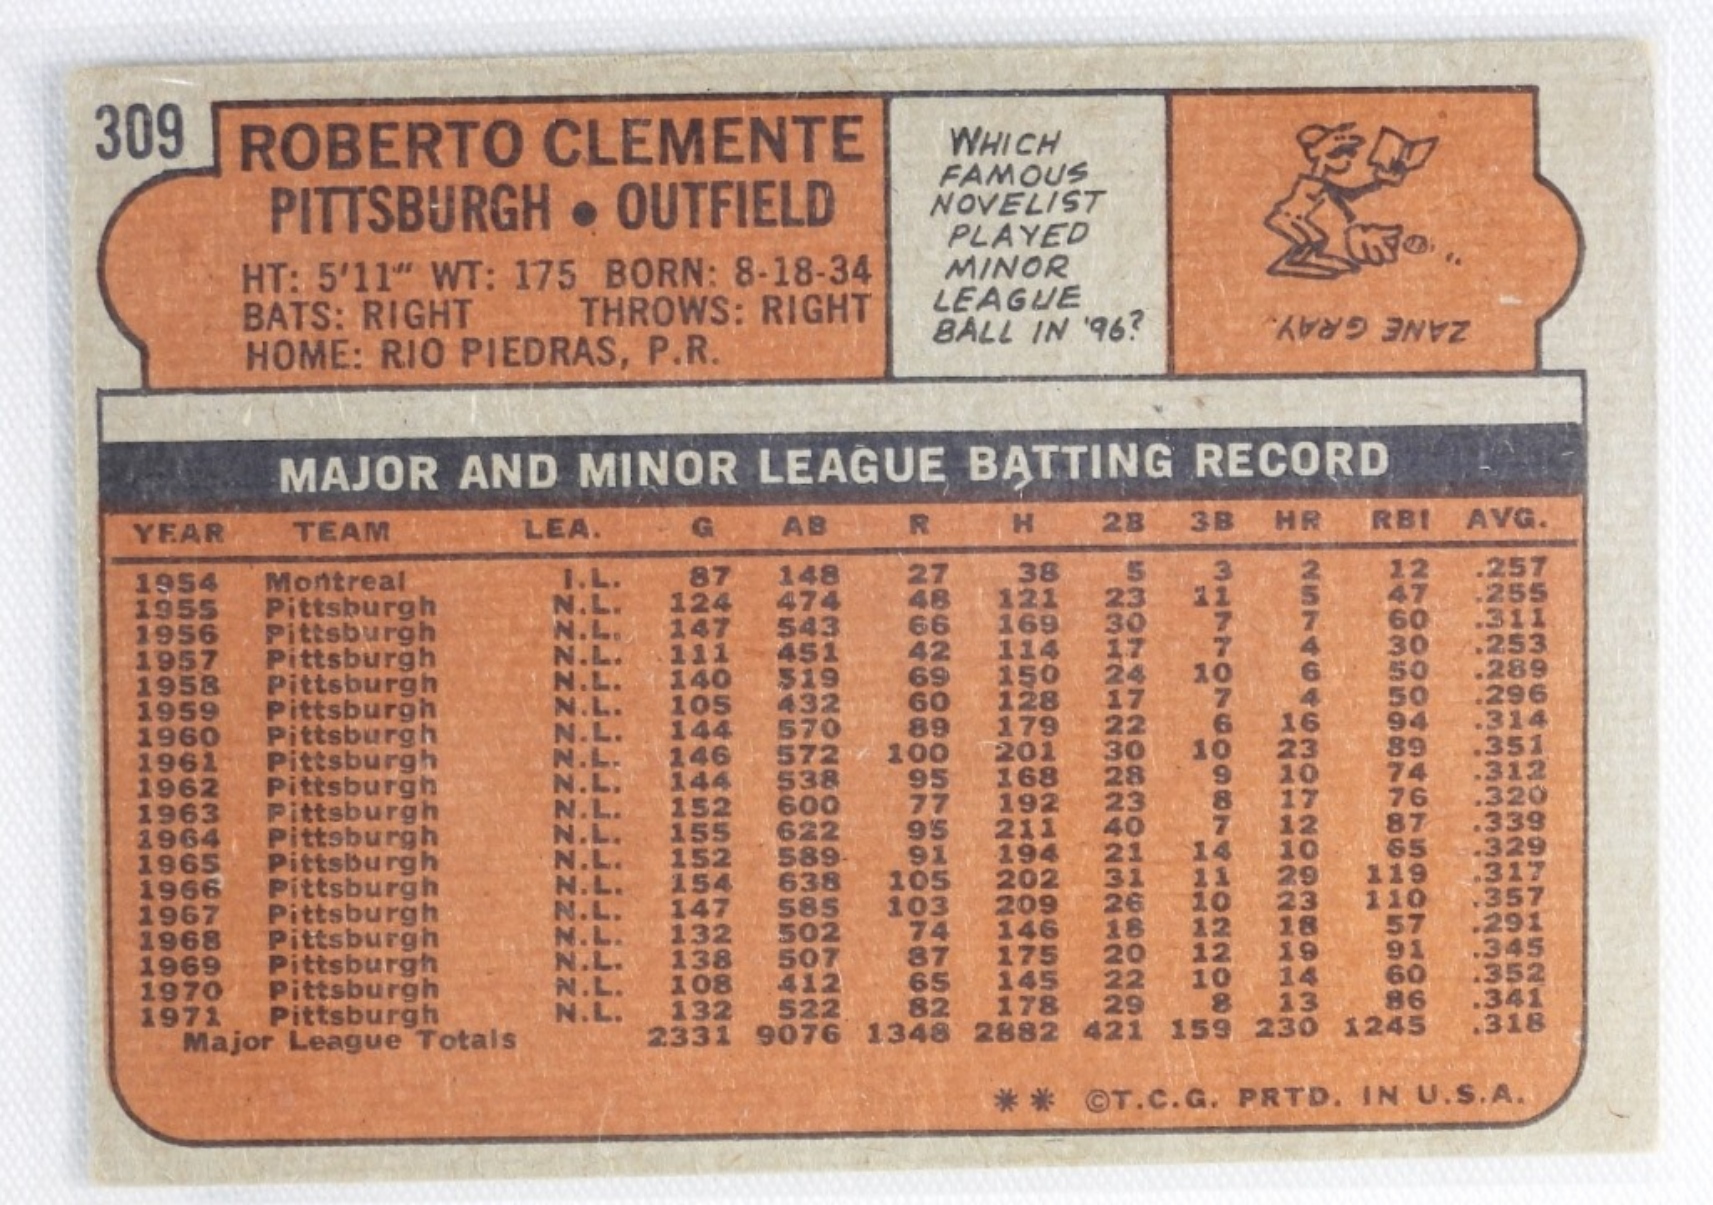 309
ROBERTO CLEMENTE
PITTSBURGH • OUTFIELD
HT: 5'11" WT: 175 BORN: 8-18-34
BATS: RIGHT THROWS: RIGHT
HOME: RIO PIEDRAS, P.R.
WHICH
FAMOUS
NOVELIST
PLAYED
MINOR
LEAGUE
BALL IN '96?
ZANE GRAY.
MAJOR AND MINOR LEAGUE BATTING RECORD
YEAR TEAM LEA. G AB R H 2B 3B HR RBI AVG.
1954 Montreal I.L. 87 148 27 38 5 3 2 12 .257
1955 Pittsburgh N.L. 124 474 48 121 23 11 5 47 .255
1956 Pittsburgh N.L. 147 543 66 169 30 7 7 60 .311
1957 Pittsburgh N.L. 111 451 42 114 17 7 4 30 .253
1958 Pittsburgh N.L. 140 519 69 150 24 10 6 50 .289
1959 Pittsburgh N.L. 105 432 60 128 17 7 4 50 .296
1960 Pittsburgh N.L. 144 570 89 179 22 6 16 94 .314
1961 Pittsburgh N.L. 146 572 100 201 30 10 23 89 .351
1962 Pittsburgh N.L. 144 538 95 168 28 9 10 74 .312
1963 Pittsburgh N.L. 152 600 77 192 23 8 17 76 .320
1964 Pittsburgh N.L. 155 622 95 211 40 7 12 87 .339
1965 Pittsburgh N.L. 152 589 91 194 21 14 10 65 .329
1966 Pittsburgh N.L. 154 638 105 202 31 11 29 119 .317
1967 Pittsburgh N.L. 147 585 103 209 26 10 23 110 .357
1968 Pittsburgh N.L. 132 502 74 146 18 12 18 57 .291
1969 Pittsburgh N.L. 138 507 87 175 20 12 19 91 .345
1970 Pittsburgh N.L. 108 412 65 145 22 10 14 60 .352
1971 Pittsburgh N.L. 132 522 82 178 29 8 13 86 .341
Major League Totals 2331 9076 1348 2882 421 159 230 1245 .318
** ©T.C.G. PRTD. IN U.S.A.